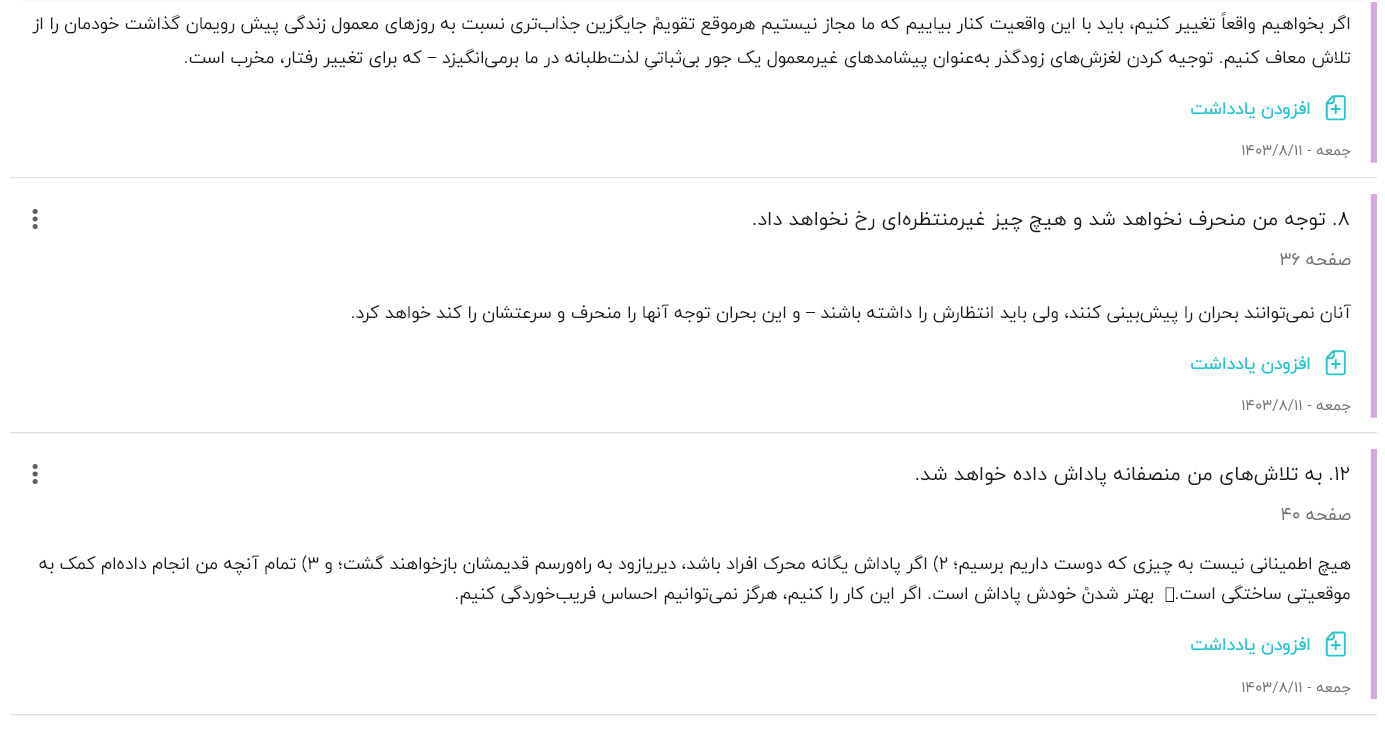 اگر بخواهیم واقعاً تغییر کنیم، باید با این واقعیت کنار بیاییم که ما مجاز نیستیم هرموقع تقویمْ جایگزین جذاب‌تری نسبت به روزهای معمول زندگی پیش رویمان گذاشت خودمان را از
تلاش معاف کنیم. توجیه کردن لغزش‌های زودگذر به‌عنوان پیشامدهای غیرمعمول یک جور بی‌ثباتیِ لذت‌طلبانه در ما برمی‌انگیزد – که برای تغییر رفتار، مخرب است.
افزودن یادداشت
جمعه - ۱۴۰۳/۸/۱۱
۸. توجه من منحرف نخواهد شد و هیچ چیز غیرمنتظره‌ای رخ نخواهد داد.
صفحه ۳۶
آنان نمی‌توانند بحران را پیش‌بینی کنند، ولی باید انتظارش را داشته باشند – و این بحران توجه آنها را منحرف و سرعتشان را کند خواهد کرد.
افزودن یادداشت
جمعه - ۱۴۰۳/۸/۱۱
۱۲. به تلاش‌های من منصفانه پاداش داده خواهد شد.
صفحه ۴۰
هیچ اطمینانی نیست به چیزی که دوست داریم برسیم؛ ۲) اگر پاداش یگانه محرک افراد باشد، دیریازود به راه‌ورسم قدیمشان بازخواهند گشت؛ و ۳) تمام آنچه من انجام داده‌ام کمک به
موقعیتی ساختگی است. بهتر شدنْ خودش پاداش است. اگر این کار را کنیم، هرگز نمی‌توانیم احساس فریب‌خوردگی کنیم.
افزودن یادداشت
جمعه - ۱۴۰۳/۸/۱۱